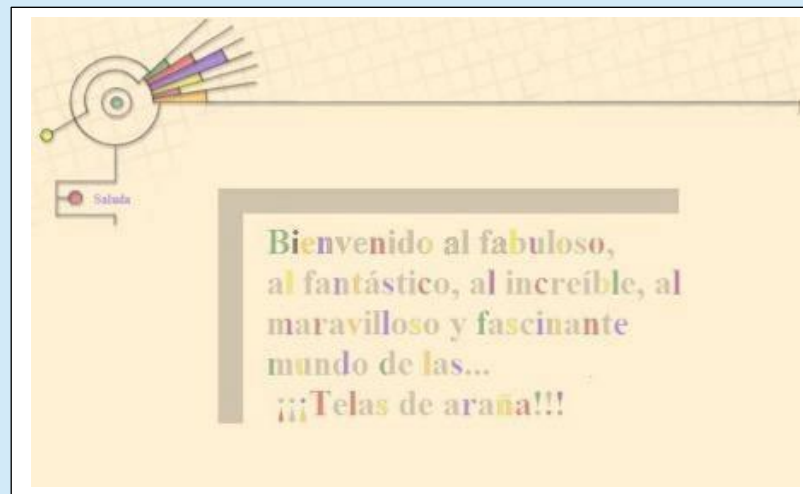 Saluda
Bienvenido al fabuloso,
al fantástico, al increíble, al
maravilloso y fascinante
mundo de las...
¡¡¡Telas de araña!!!